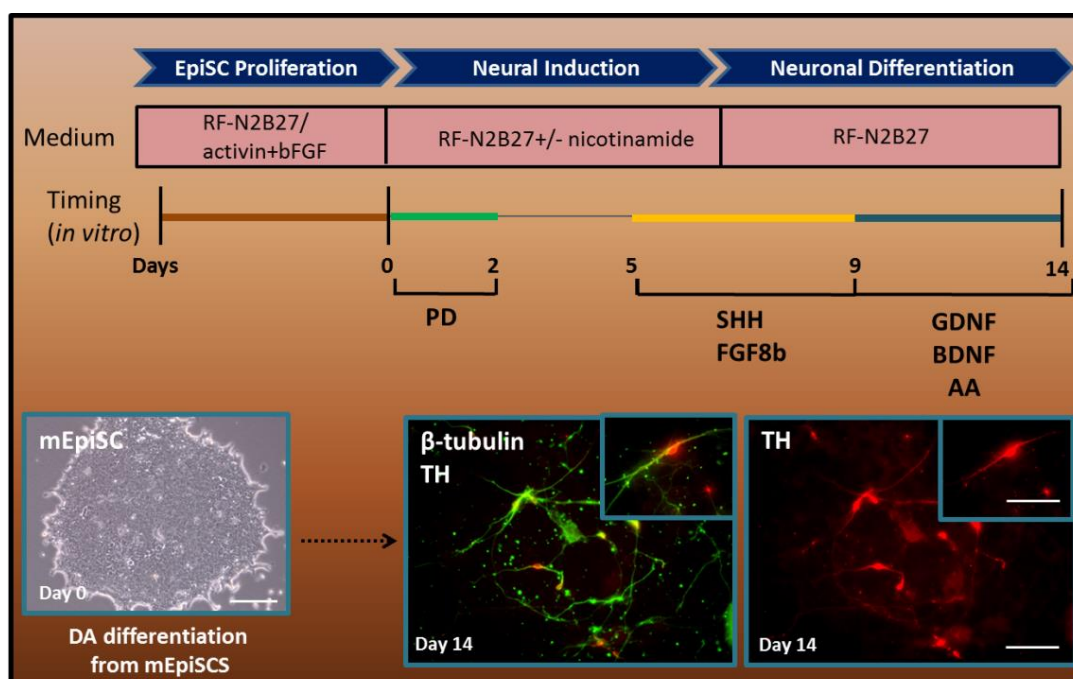 EpiSC Proliferation
Neural Induction
Neuronal Differentiation
Medium
RF-N2B27/
activin+bFGF
RF-N2B27+/- nicotinamide
RF-N2B27
Timing
(in vitro)
Days
0
2
5
9
14
PD
SHH
FGF8b
GDNF
BDNF
AA
mEpiSC
Day 0
DA differentiation
from mEpiSCS
β-tubulin
TH
Day 14
TH
Day 14